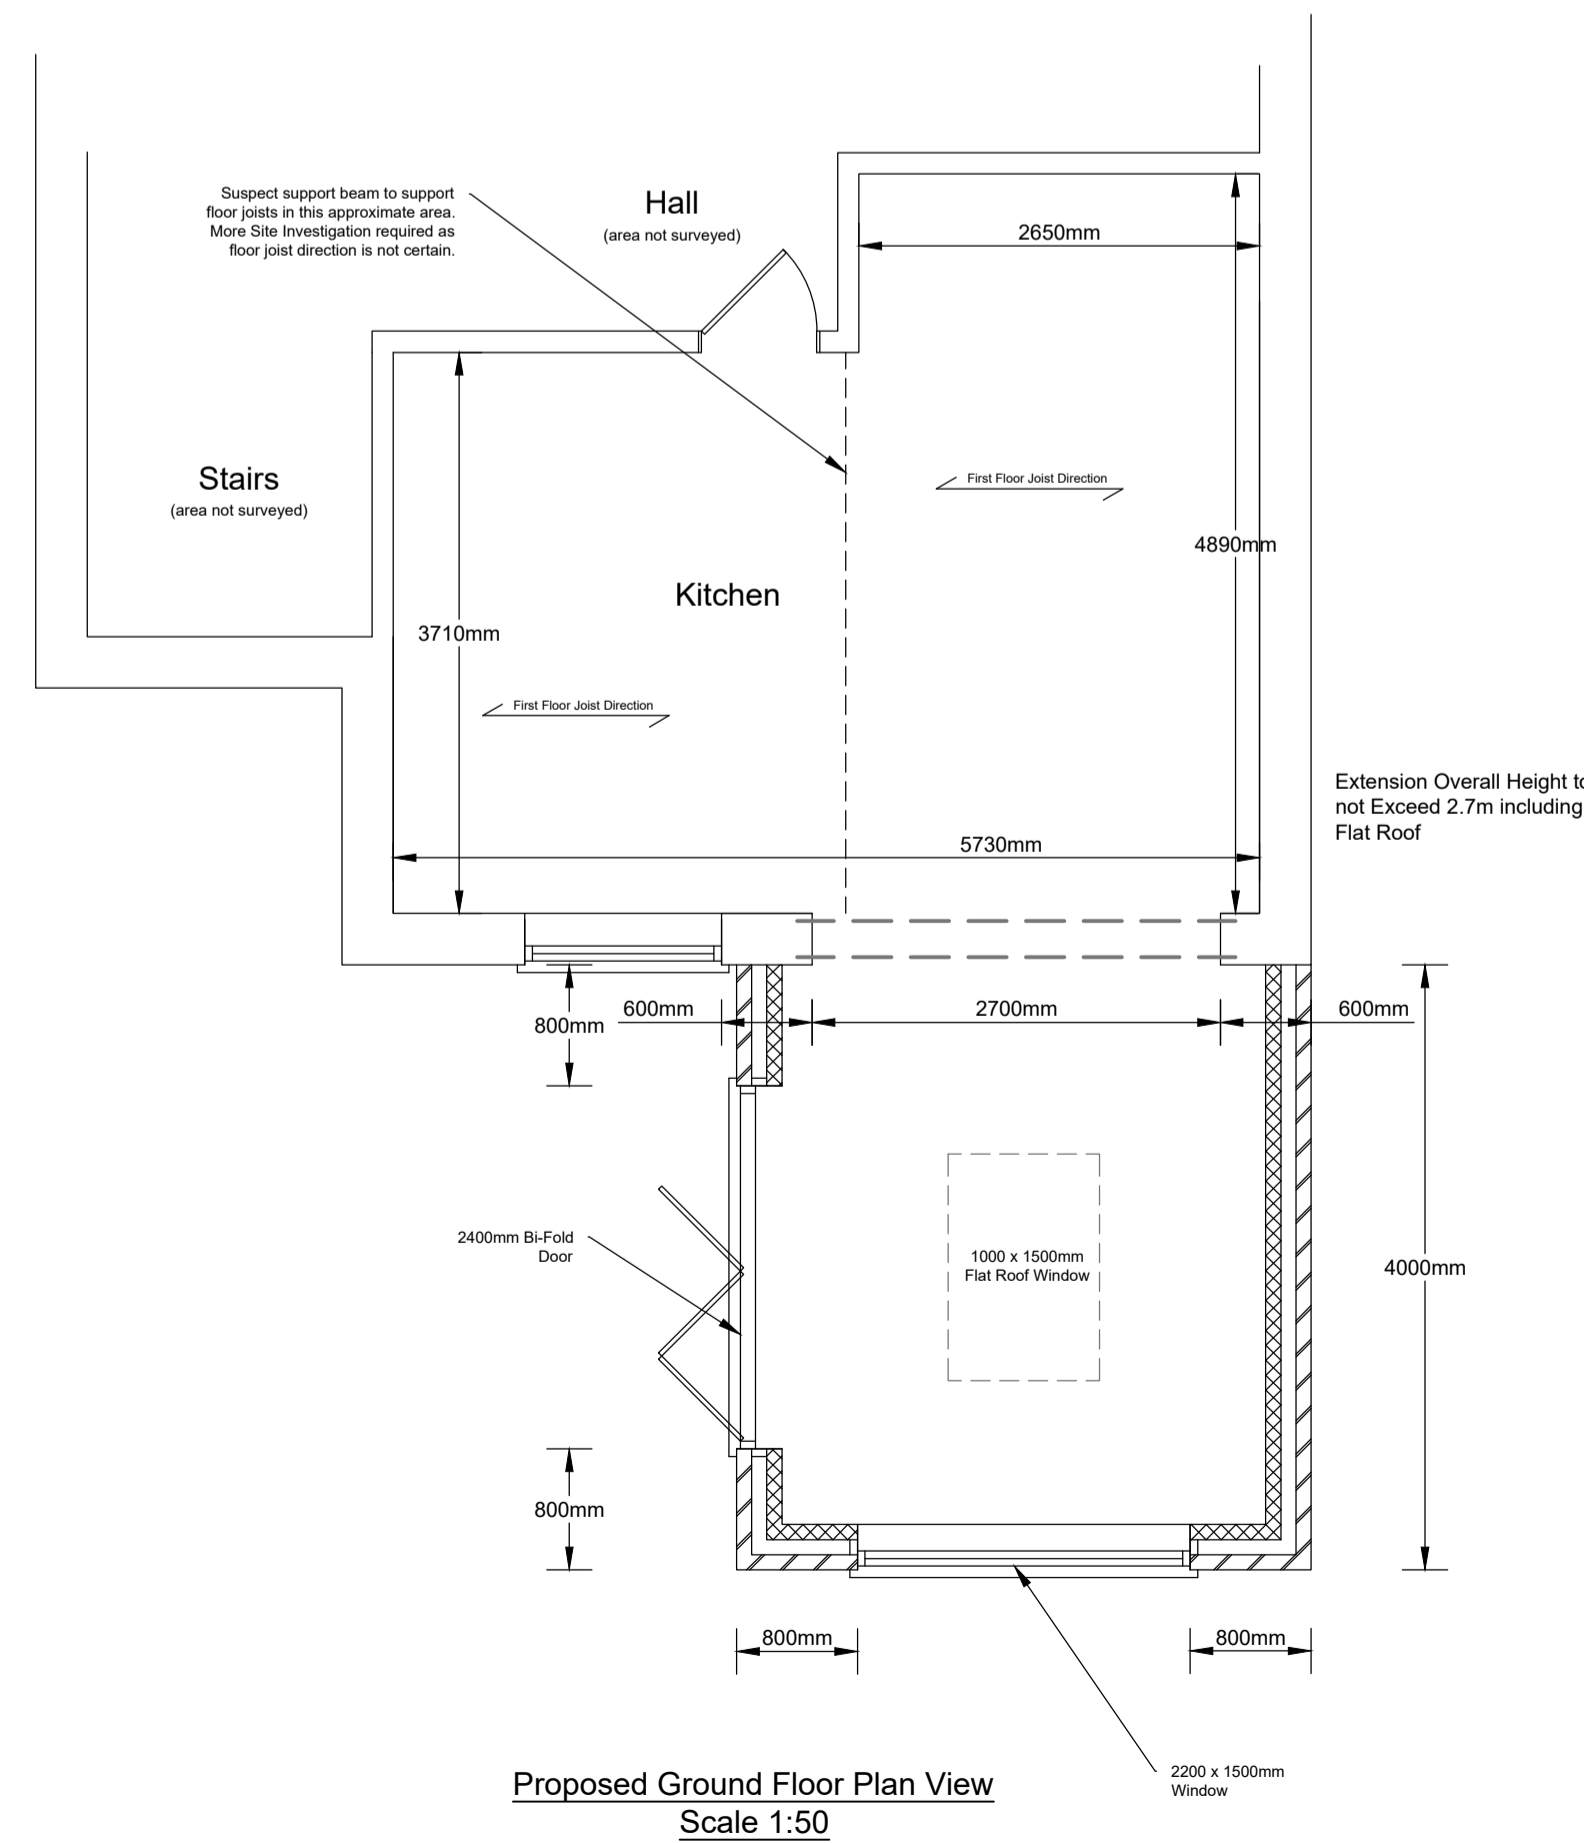 Suspect support beam to support
floor joists in this approximate area.
More Site Investigation required as
floor joist direction is not certain.
Hall
(area not surveyed)
2650mm
Stairs
(area not surveyed)
First Floor Joist Direction
4890mm
Kitchen
3710mm
First Floor Joist Direction
Extension Overall Height to
not Exceed 2.7m including
Flat Roof
5730mm
800mm
600mm
2700mm
600mm
2400mm Bi-Fold
Door
1000 x 1500mm
Flat Roof Window
4000mm
800mm
800mm
800mm
2200 x 1500mm
Window
Proposed Ground Floor Plan View
Scale 1:50